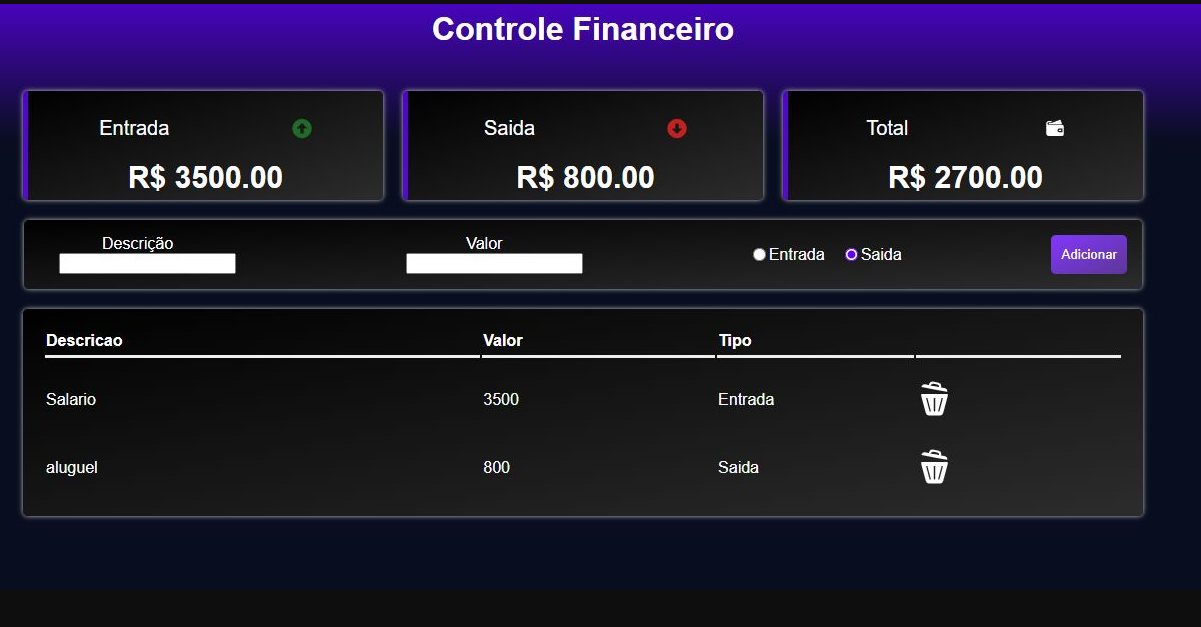 Controle Financeiro
Entrada
R$ 3500.00
Saida
R$ 800.00
Total
R$ 2700.00
Descrição
Valor
Entrada Saida
Adicionar
Descricao Valor Tipo
Salario 3500 Entrada
aluguel 800 Saida